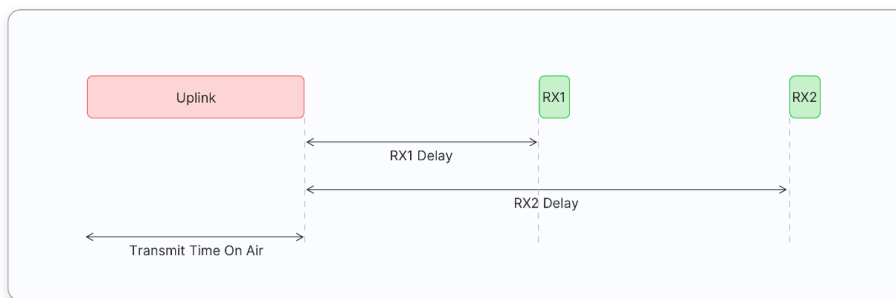 Uplink
RX1
RX2
RX1 Delay
RX2 Delay
Transmit Time On Air